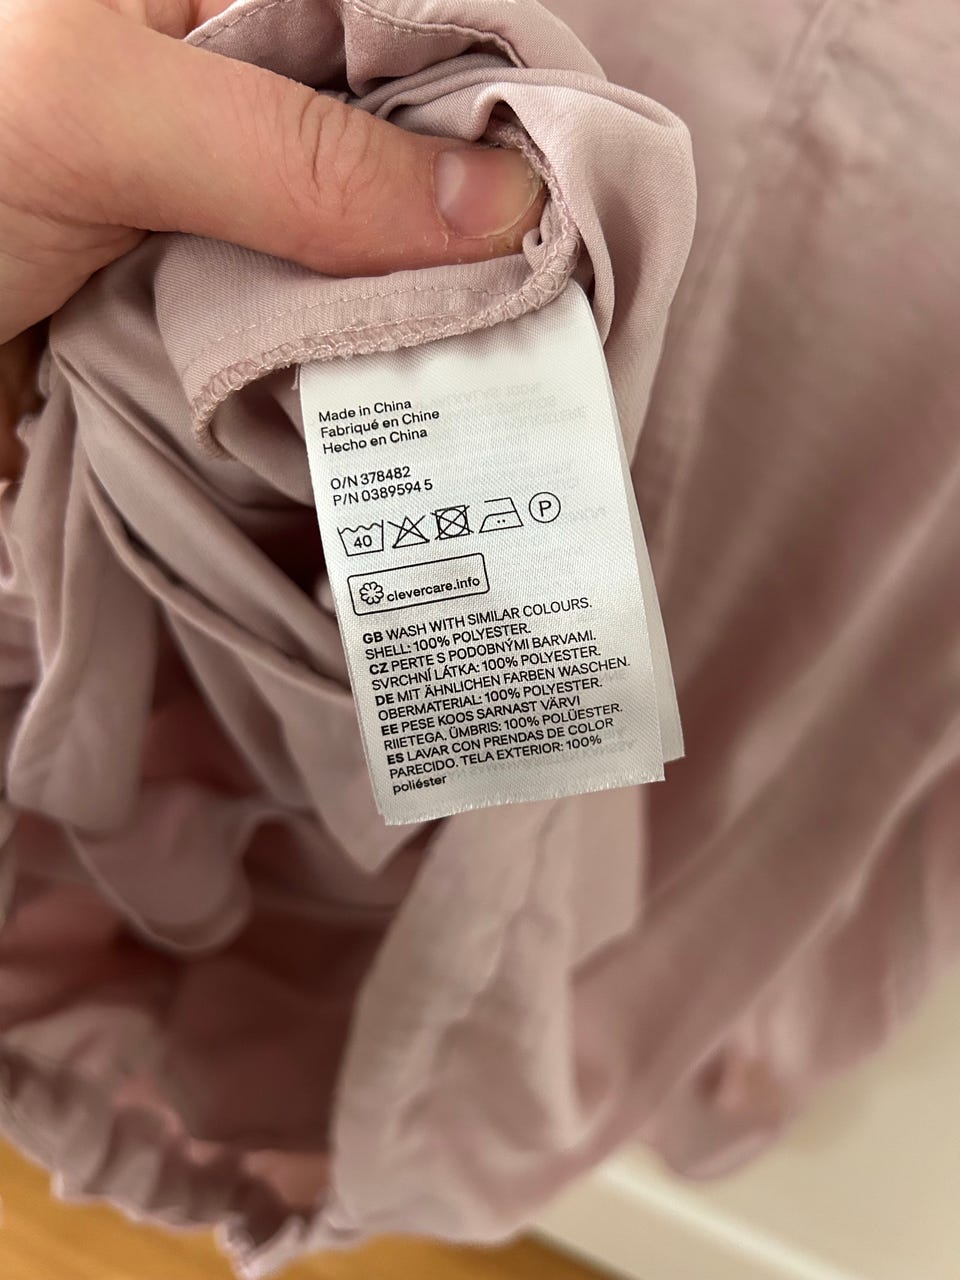 Made in China
Fabriqué en Chine
Hecho en China
O/N 378482
P/N 0389594 5
40 P
clevercare.info
GB WASH WITH SIMILAR COLOURS.
SHELL: 100% POLYESTER.
CZ PERTE S PODOBNÝMI BARVAMI.
SVRCHNÍ LÁTKA: 100% POLYESTER.
DE MIT ÄHNLICHEN FARBEN WASCHEN.
OBERMATERIAL: 100% POLYESTER.
EE PESE KOOS SARNAST VÄRVI
RIIETEGA. ÜMBRIS: 100% POLÜESTER.
ES LAVAR CON PRENDAS DE COLOR
PARECIDO. TELA EXTERIOR: 100%
poliéster